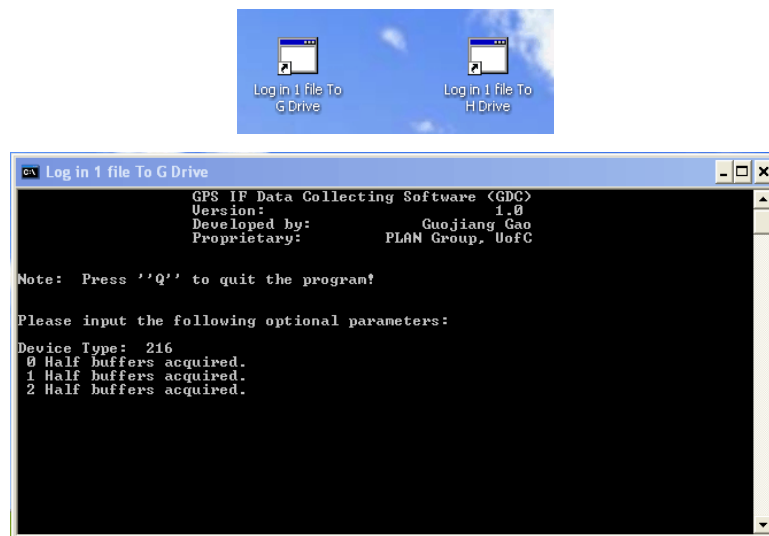 Log in 1 file To
G Drive
Log in 1 file To
H Drive
Log in 1 file To G Drive
GPS IF Data Collecting Software (GDC)
Version: 1.0
Developed by: Guojiang Gao
Proprietary: PLAN Group, UofC
Note: Press ''Q'' to quit the program!
Please input the following optional parameters:
Device Type: 216
0 Half buffers acquired.
1 Half buffers acquired.
2 Half buffers acquired.